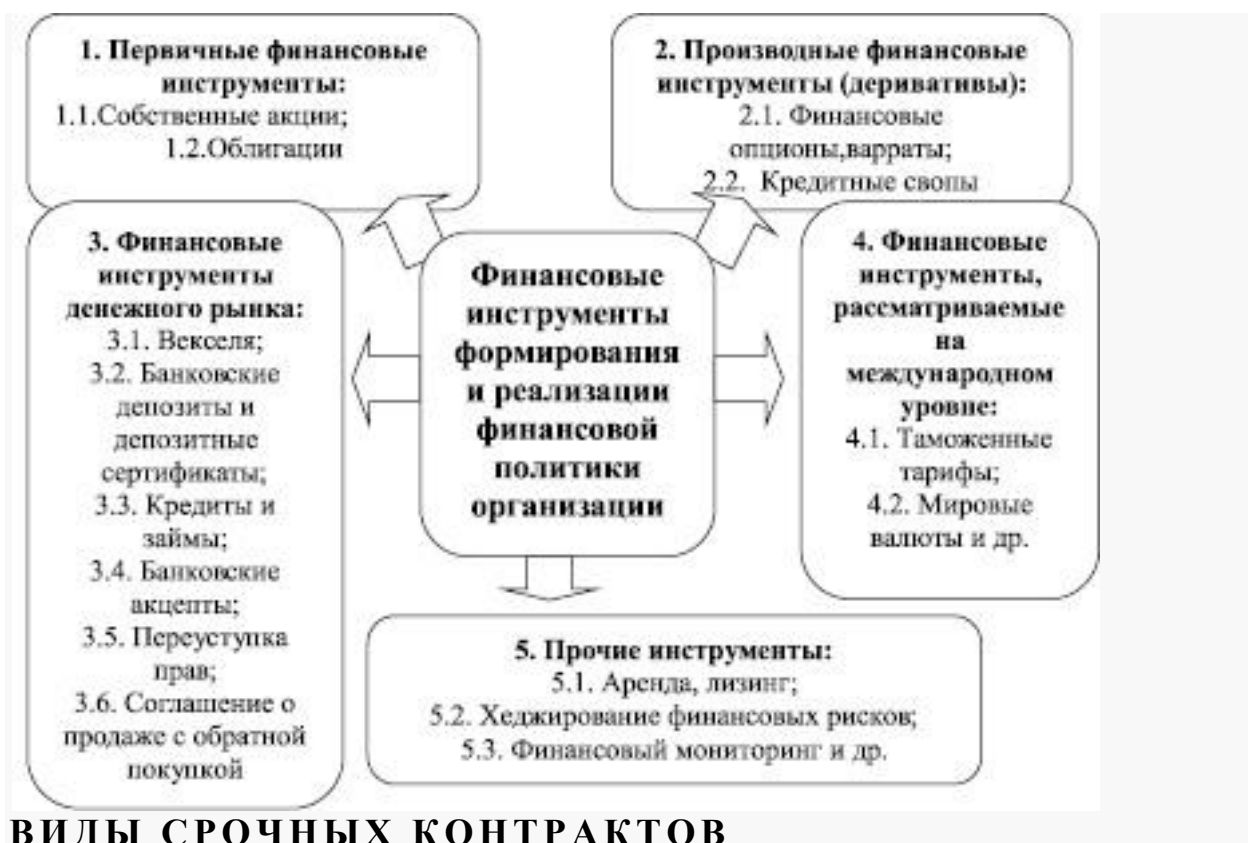 1. Первичные финансовые
инструменты:
1.1.Собственные акции;
1.2.Облигации
2. Производные финансовые
инструменты (деривативы):
2.1. Финансовые
опционы,варраты;
2.2. Кредитные свопы
3. Финансовые
инструменты
денежного рынка:
3.1. Векселя;
3.2. Банковские
депозиты и
депозитные
сертификаты;
3.3. Кредиты и
займы;
3.4. Банковские
акцепты;
3.5. Переуступка
прав;
3.6. Соглашение о
продаже с обратной
покупкой
Финансовые
инструменты
формирования
и реализации
финансовой
политики
организации
4. Финансовые
инструменты,
рассматриваемые
на
международном
уровне:
4.1. Таможенные
тарифы;
4.2. Мировые
валюты и др.
5. Прочие инструменты:
5.1. Аренда, лизинг;
5.2. Хеджирование финансовых рисков;
5.3. Финансовый мониторинг и др.
ВИДЫ СРОЧНЫХ КОНТРАКТОВ